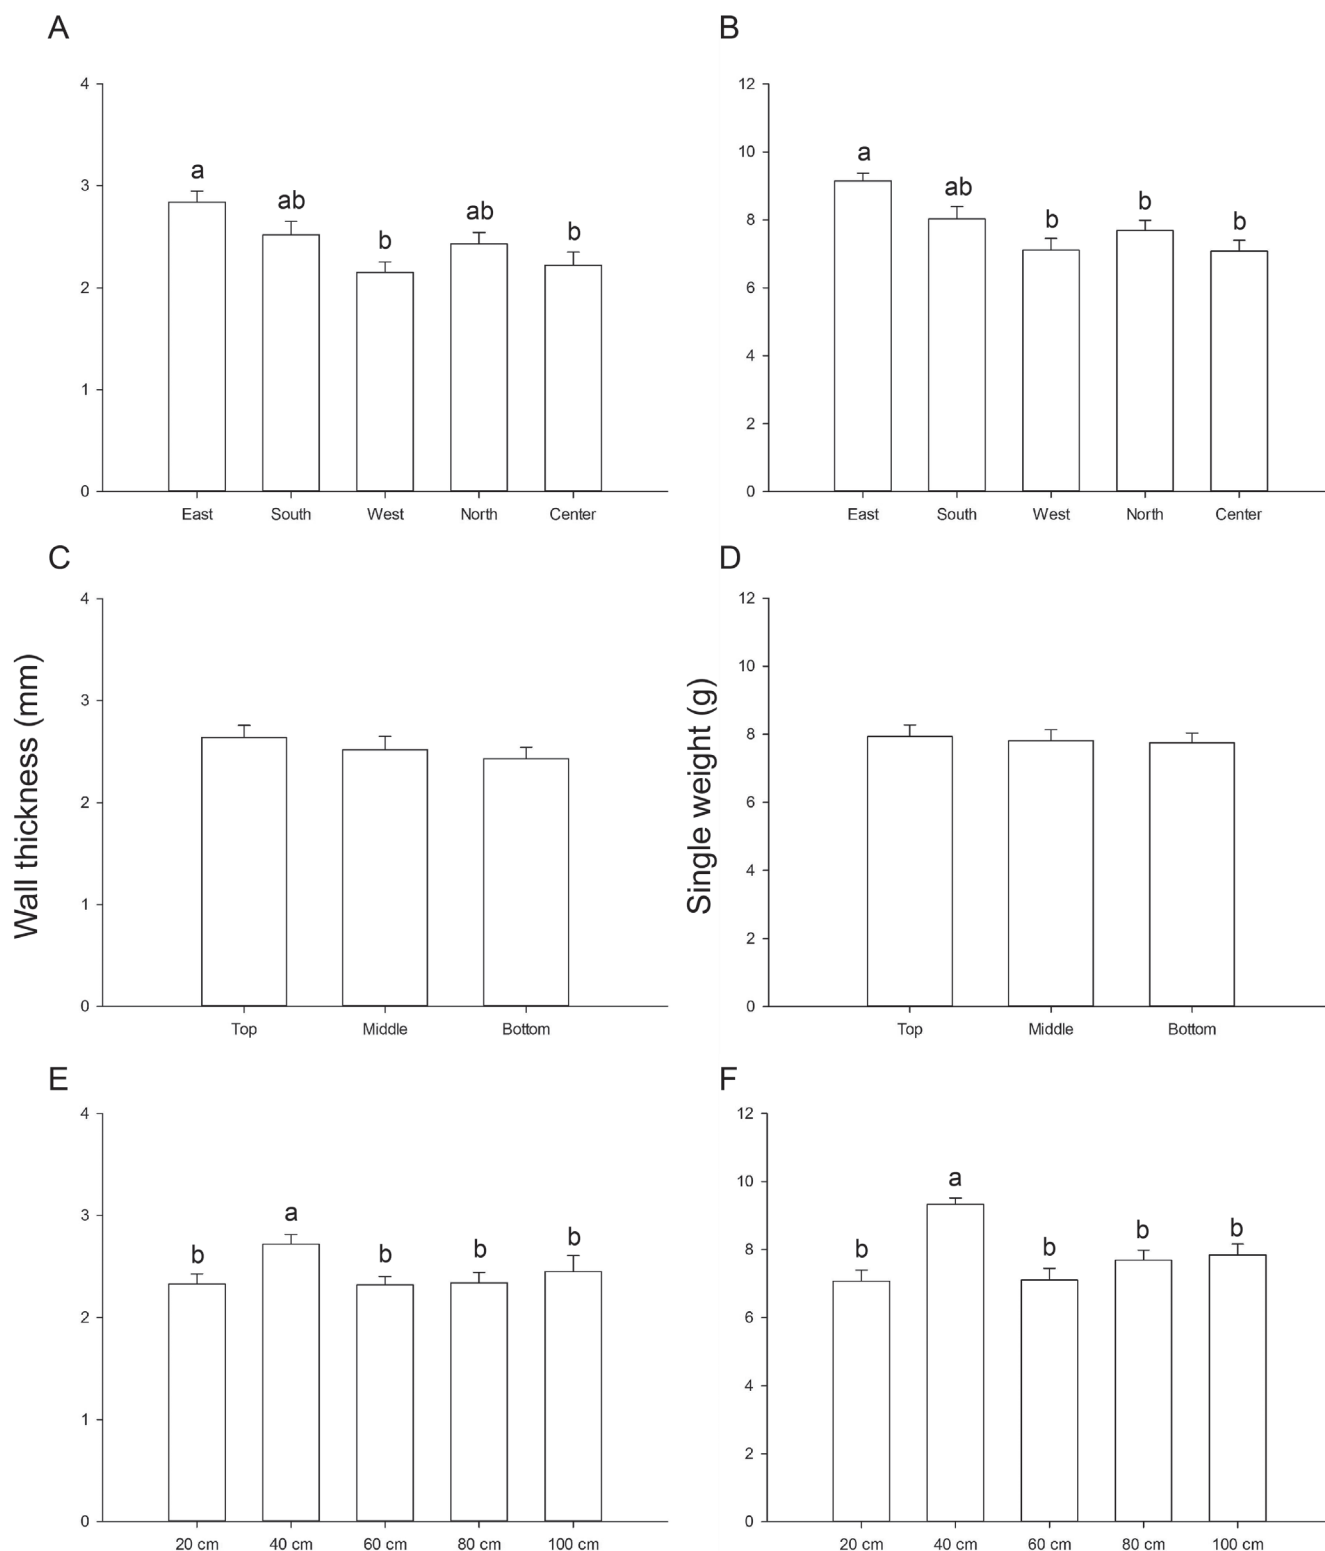 A
4
3
2
1
0
a
ab
b
ab
b
East South West North Center
B
12
10
8
6
4
2
0
a
ab
b
b
b
East South West North Center
Wall thickness (mm)
C
4
3
2
1
0
Top Middle Bottom
Single weight (g)
D
12
10
8
6
4
2
0
Top Middle Bottom
E
4
3
2
1
0
b
a
b
b
b
20 cm 40 cm 60 cm 80 cm 100 cm
F
12
10
8
6
4
2
0
b
a
b
b
b
20 cm 40 cm 60 cm 80 cm 100 cm